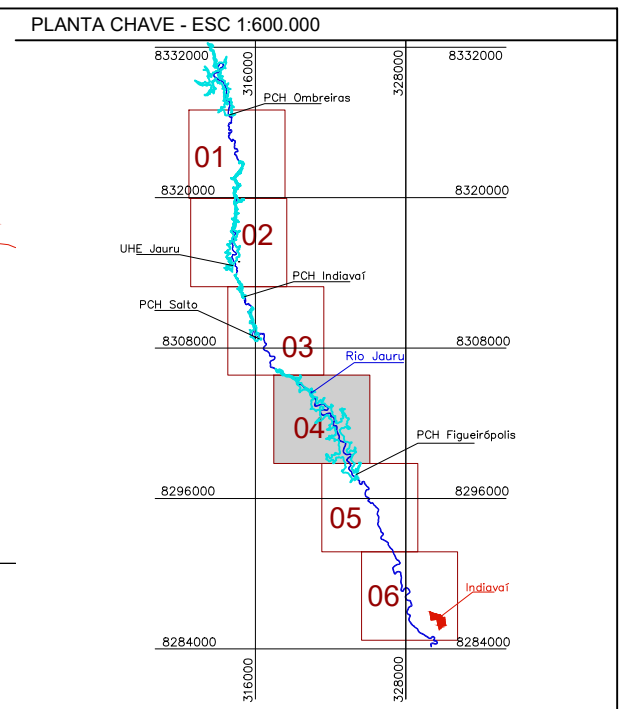 PLANTA CHAVE - ESC 1:600.000
8332000
316000
328000
8332000
PCH Ombreiras
01
8320000
8320000
02
UHE Jauru
PCH Indiavaí
PCH Salto
03
8308000
8308000
Rio Jauru
04
PCH Figueirópolis
8296000
8296000
05
06
Indiavaí
8284000
8284000
316000
328000